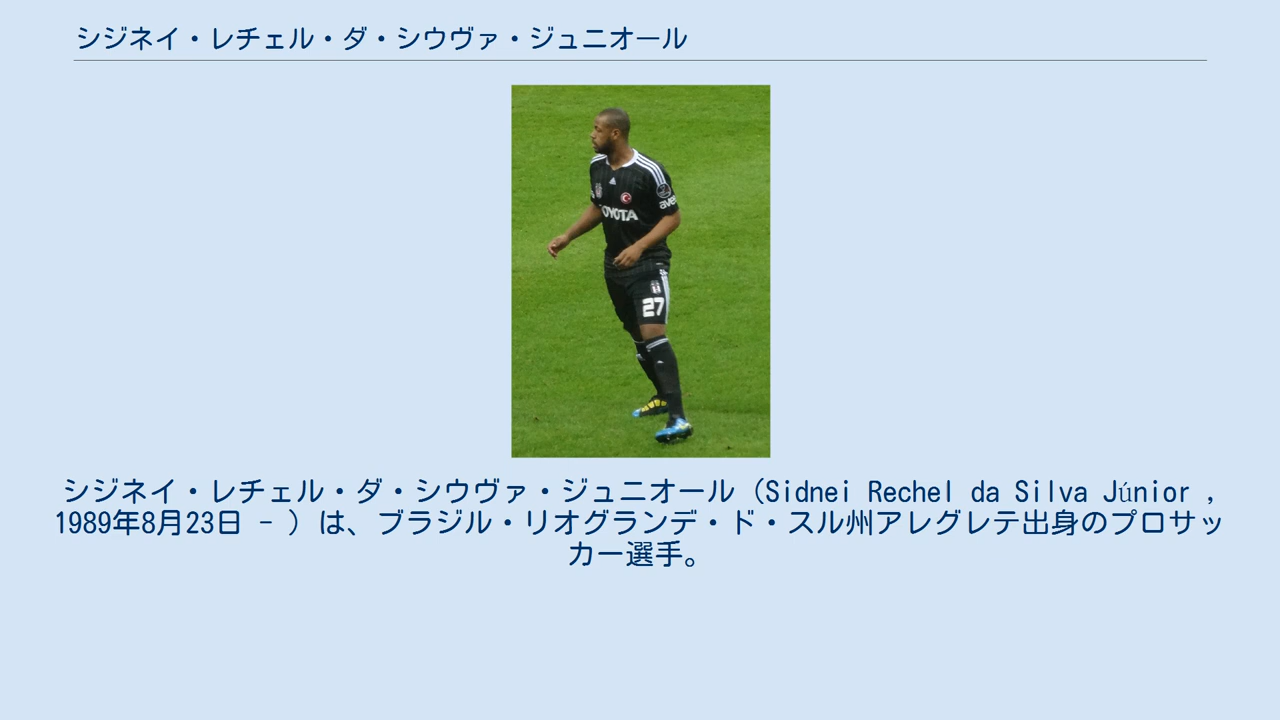 シジネイ・レチェル・ダ・シウヴァ・ジュニオール
OYOTA
27
シジネイ・レチェル・ダ・シウヴァ・ジュニオール（Sidnei Rechel da Silva Júnior ,
1989年8月23日 - ）は、ブラジル・リオグランデ・ド・スル州アレグレテ出身のプロサッ
カー選手。